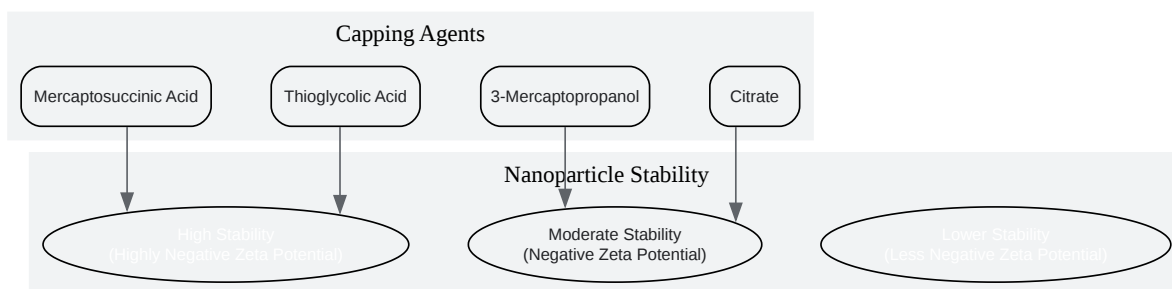 Capping Agents
Mercaptosuccinic Acid
Thioglycolic Acid
3-Mercaptopropanol
Citrate
Nanoparticle Stability
High Stability
(Highly Negative Zeta Potential)
Moderate Stability
(Negative Zeta Potential)
Lower Stability
(Less Negative Zeta Potential)